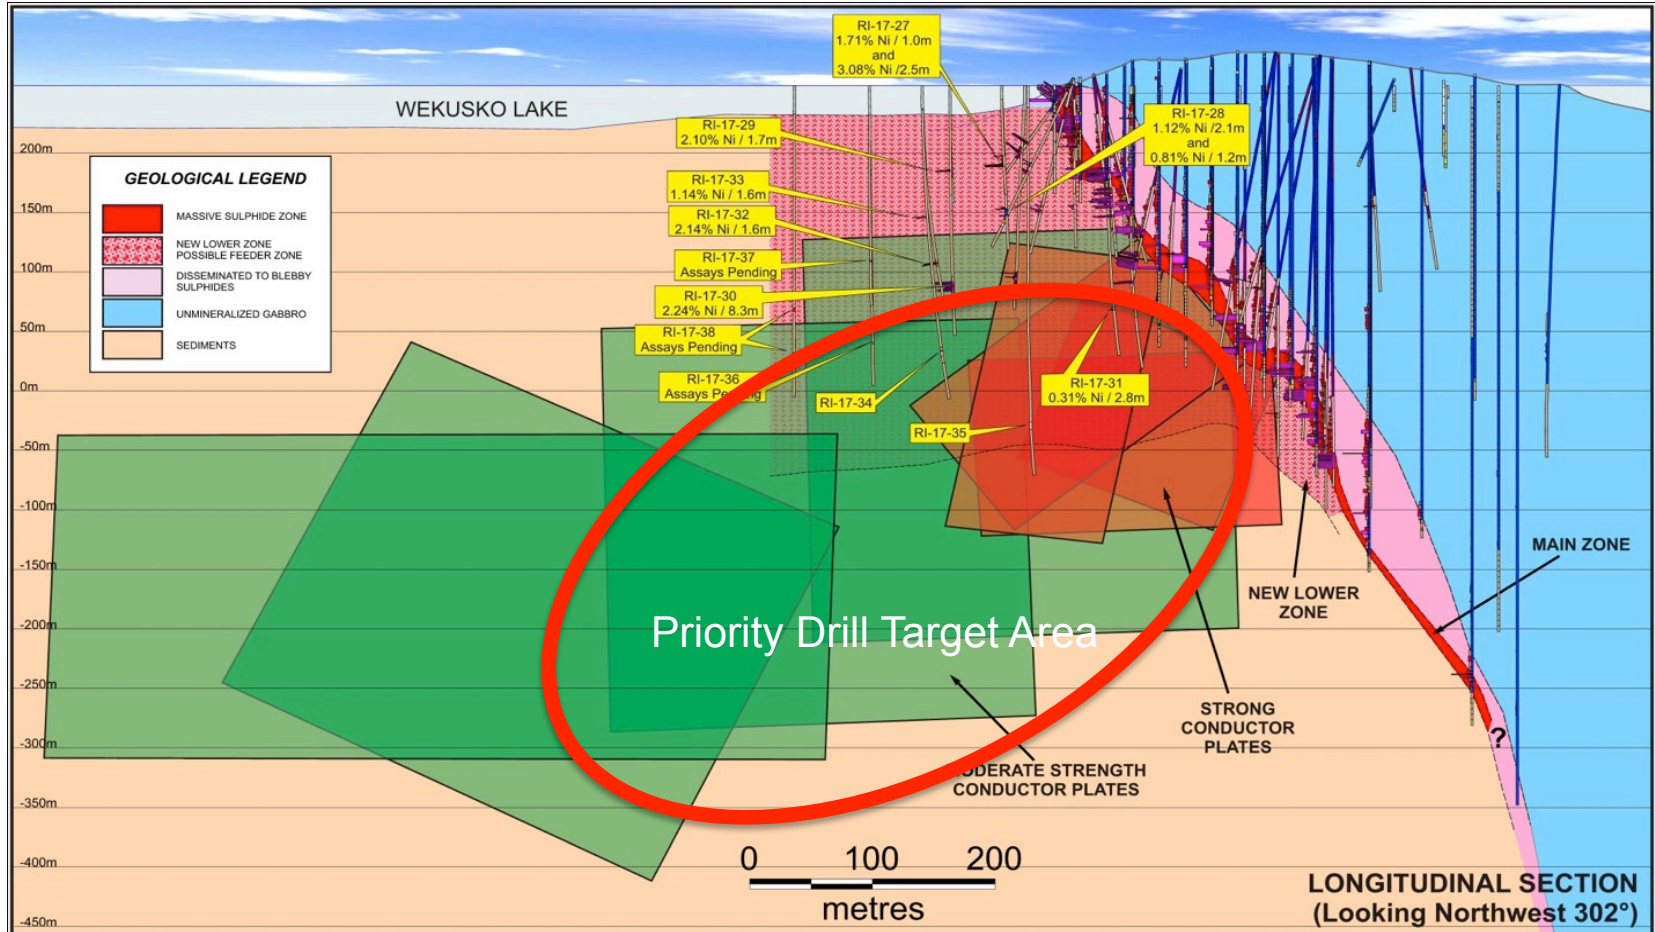 RI-17-27
1.71% Ni / 1.0m
and
3.08% Ni /2.5m
WEKUSKO LAKE
RI-17-29
2.10% Ni / 1.7m
RI-17-28
1.12% Ni /2.1m
and
0.81% Ni / 1.2m
200m
GEOLOGICAL LEGEND
MASSIVE SULPHIDE ZONE
NEW LOWER ZONE
POSSIBLE FEEDER ZONE
DISSEMINATED TO BLEBBY
SULPHIDES
UNMINERALIZED GABBRO
SEDIMENTS
RI-17-33
1.14% Ni / 1.6m
150m
RI-17-32
2.14% Ni / 1.6m
RI-17-37
Assays Pending
100m
RI-17-30
2.24% Ni / 8.3m
50m
RI-17-38
Assays Pending
RI-17-36
Assays Pending
0m
RI-17-34
RI-17-31
0.31% Ni / 2.8m
RI-17-35
-50m
-100m
MAIN ZONE
-150m
NEW LOWER
ZONE
-200m
Priority Drill Target Area
-250m
STRONG
CONDUCTOR
PLATES
-300m
?
MODERATE STRENGTH
CONDUCTOR PLATES
-350m
-400m
0 100 200
metres
LONGITUDINAL SECTION
(Looking Northwest 302°)
-450m